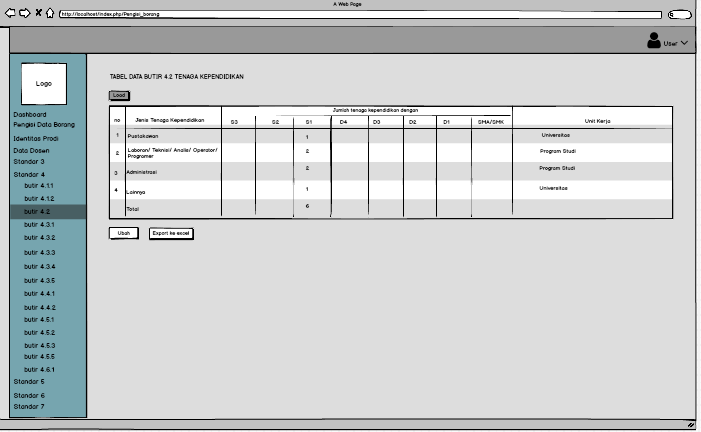 A Web Page
http://localhost/index.php/Pengisi_borang
User
Logo
Dashboard
Pengisi Data Borang
Identitas Prodi
Data Dosen
Standar 3
Standar 4
butir 4.1.1
butir 4.1.2
butir 4.2
butir 4.3.1
butir 4.3.2
butir 4.3.3
butir 4.3.4
butir 4.3.5
butir 4.4.1
butir 4.4.2
butir 4.5.1
butir 4.5.2
butir 4.5.3
butir 4.5.5
butir 4.6.1
Standar 5
Standar 6
Standar 7
TABEL DATA BUTIR 4.2 TENAGA KEPENDIDIKAN
Load
Jumlah tenaga kependidikan dengan
no Jenis Tenaga Kependidikan S3 S2 S1 D4 D3 D2 D1 SMA/SMK Unit Kerja
1 Pustakawan 1 Universitas
2 Laboran/ Teknisi/ Analis/ Operator/ Programer 2 Program Studi
3 Administrasi 2 Program Studi
4 Lainnya 1 Universitas
Total 6
Ubah Export ke excel